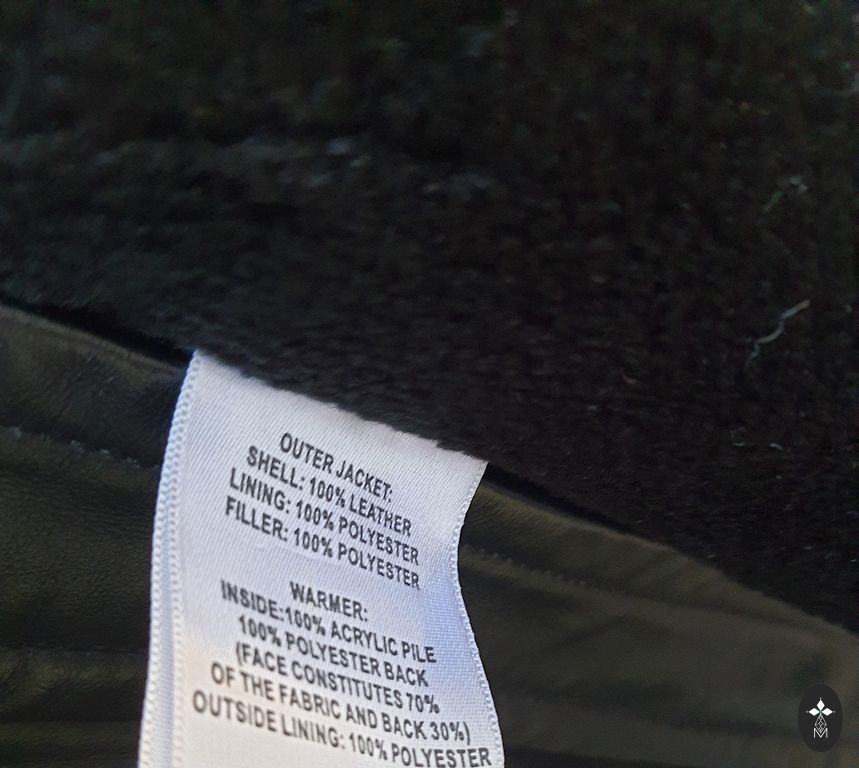 OUTER JACKET:
SHELL: 100% LEATHER
LINING: 100% POLYESTER
FILLER: 100% POLYESTER
WARMER:
INSIDE:100% ACRYLIC PILE
100% POLYESTER BACK
(FACE CONSTITUTES 70%
OF THE FABRIC AND BACK 30%)
OUTSIDE LINING: 100% POLYESTER
M